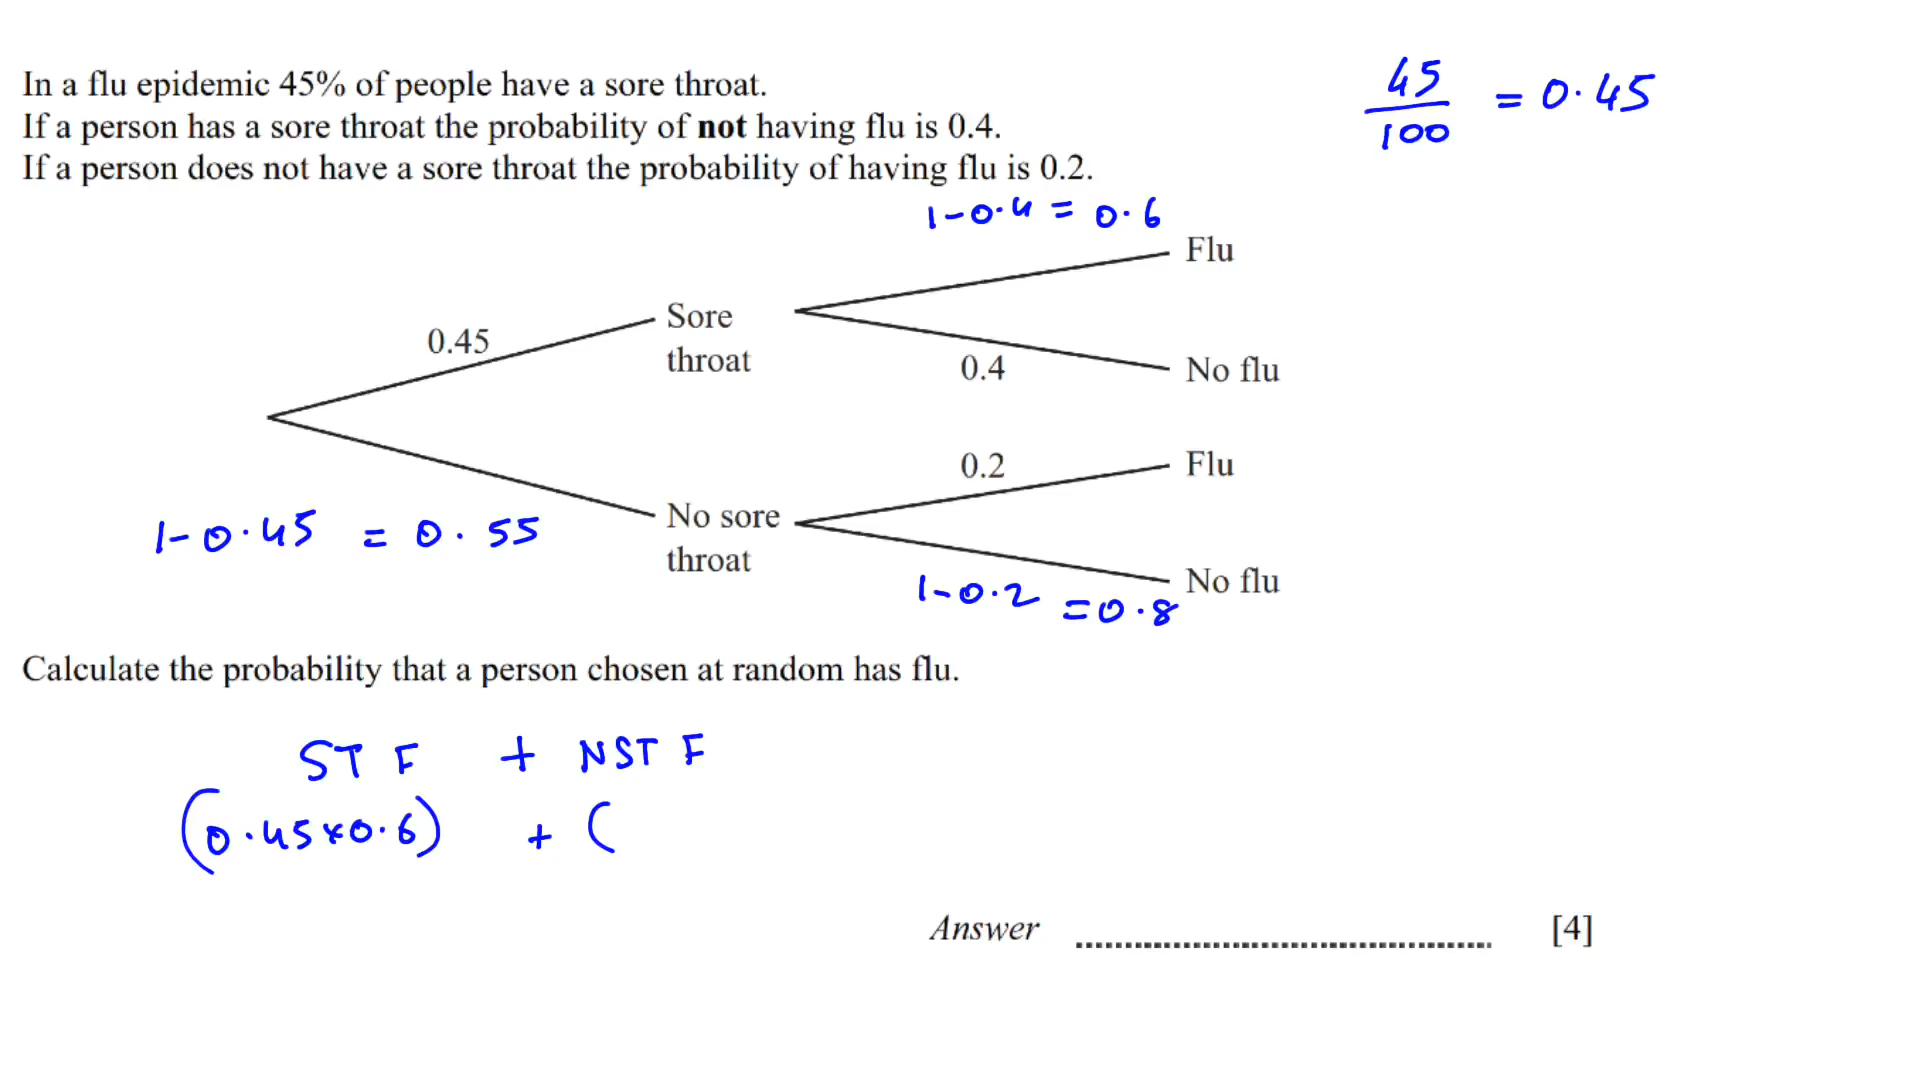 In a flu epidemic 45% of people have a sore throat.
If a person has a sore throat the probability of not having flu is 0.4.
If a person does not have a sore throat the probability of having flu is 0.2.
45/100 = 0.45
1-0.4 = 0.6
Flu
0.45
Sore throat
0.4
No flu
0.2
Flu
1-0.45 = 0.55
No sore throat
1-0.2 =0.8
No flu
Calculate the probability that a person chosen at random has flu.
ST F + NST F
(0.45×0.6) + (
Answer ........................................ [4]